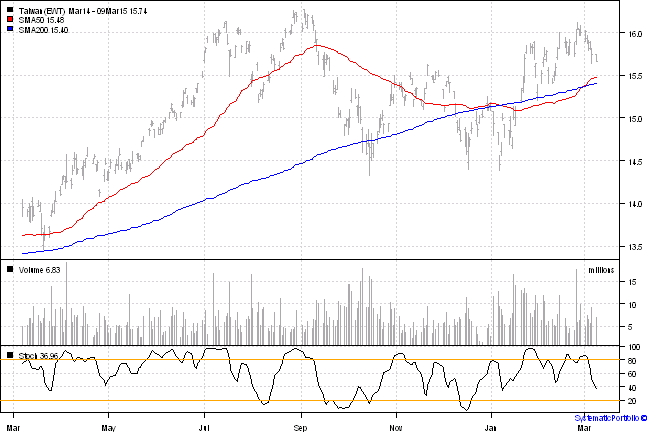 Taiwan (EWT) Mar14 - 09Mar15 15.74
SMA50 15.48
SMA200 15.40
16.0
15.5
15.0
14.5
14.0
13.5
Volume 6.83
millions
15
10
5
Stoch 36.96
100
80
60
40
20
SystematicPortfolio ©
Mar
May
Jul
Sep
Nov
Jan
Mar